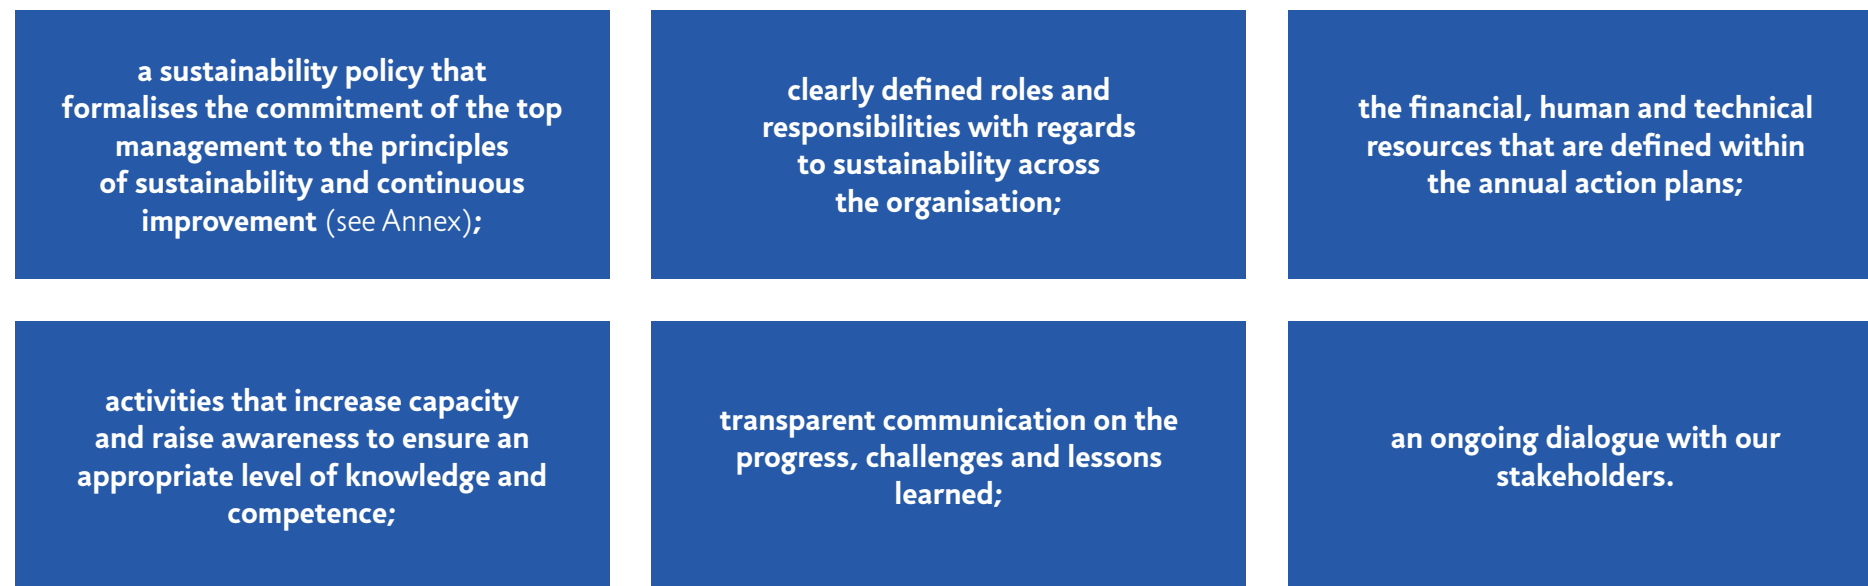 a sustainability policy that
formalises the commitment of the top
management to the principles
of sustainability and continuous
improvement (see Annex);
clearly defined roles and
responsibilities with regards
to sustainability across
the organisation;
the financial, human and technical
resources that are defined within
the annual action plans;
activities that increase capacity
and raise awareness to ensure an
appropriate level of knowledge and
competence;
transparent communication on the
progress, challenges and lessons
learned;
an ongoing dialogue with our
stakeholders.